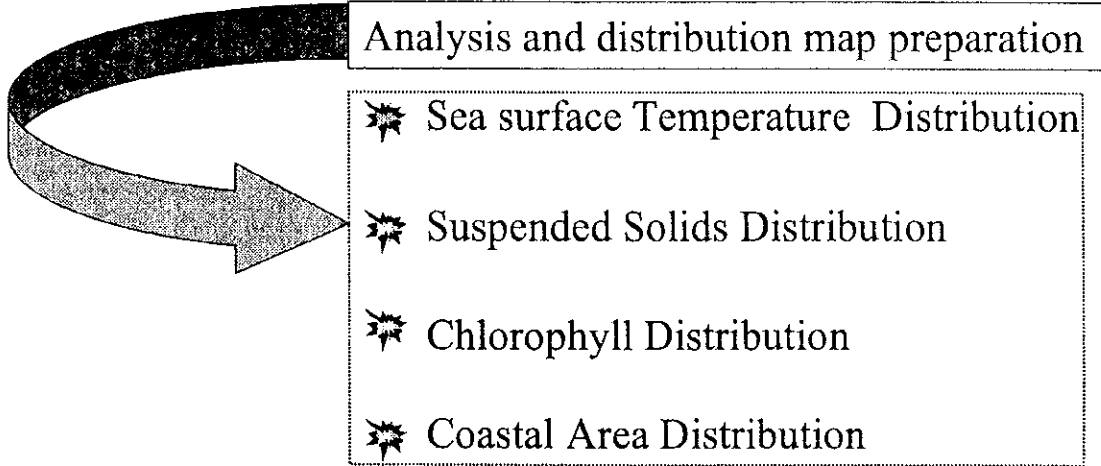 Analysis and distribution map preparation
Sea surface Temperature Distribution
Suspended Solids Distribution
Chlorophyll Distribution
Coastal Area Distribution